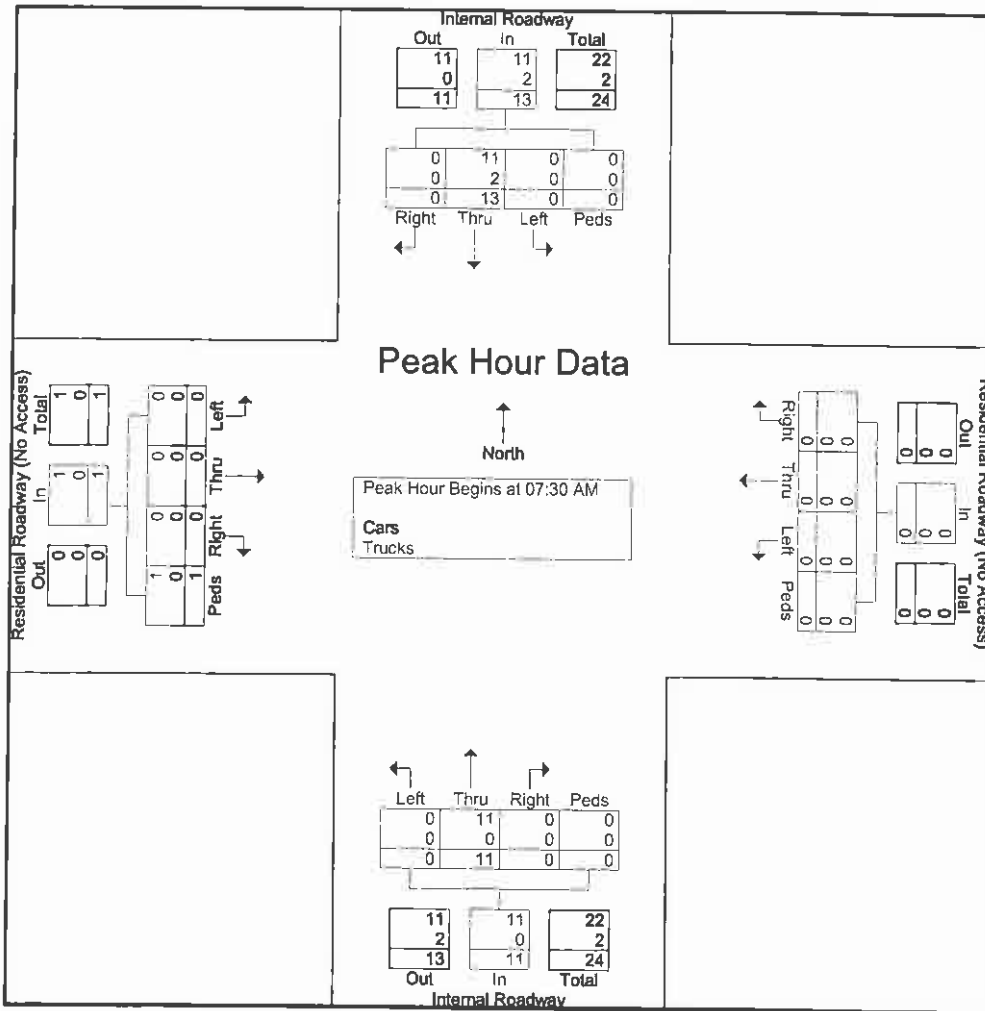 Internal Roadway
Out In Total
11 11 22
0 2 2
11 13 24
0 11 0 0
0 2 0 0
0 13 0 0
Right Thru Left Peds
Peak Hour Data
North
Peak Hour Begins at 07:30 AM
Cars
Trucks
Residential Roadway (No Access)
Total In Out
1 1 0
0 0 0
1 1 0
0 0 0 1
0 0 0 0
0 0 0 1
Left Thru Right Peds
Residential Roadway (No Access)
Out In Total
0 0 0
0 0 0
0 0 0
Right Thru Left Peds
0 0 0 0
0 0 0 0
0 0 0 0
Left Thru Right Peds
0 11 0 0
0 0 0 0
0 11 0 0
11 11 22
2 0 2
13 11 24
Out In Total
Internal Roadway